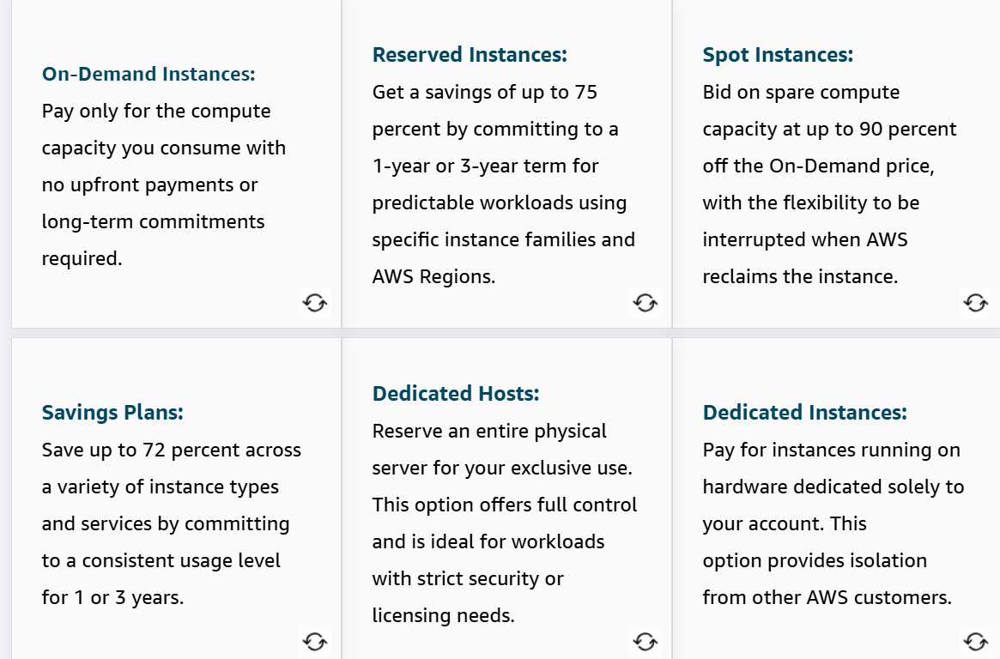 On-Demand Instances:
Pay only for the compute
capacity you consume with
no upfront payments or
long-term commitments
required.
Reserved Instances:
Get a savings of up to 75
percent by committing to a
1-year or 3-year term for
predictable workloads using
specific instance families and
AWS Regions.
Spot Instances:
Bid on spare compute
capacity at up to 90 percent
off the On-Demand price,
with the flexibility to be
interrupted when AWS
reclaims the instance.
Savings Plans:
Save up to 72 percent across
a variety of instance types
and services by committing
to a consistent usage level
for 1 or 3 years.
Dedicated Hosts:
Reserve an entire physical
server for your exclusive use.
This option offers full control
and is ideal for workloads
with strict security or
licensing needs.
Dedicated Instances:
Pay for instances running on
hardware dedicated solely to
your account. This
option provides isolation
from other AWS customers.